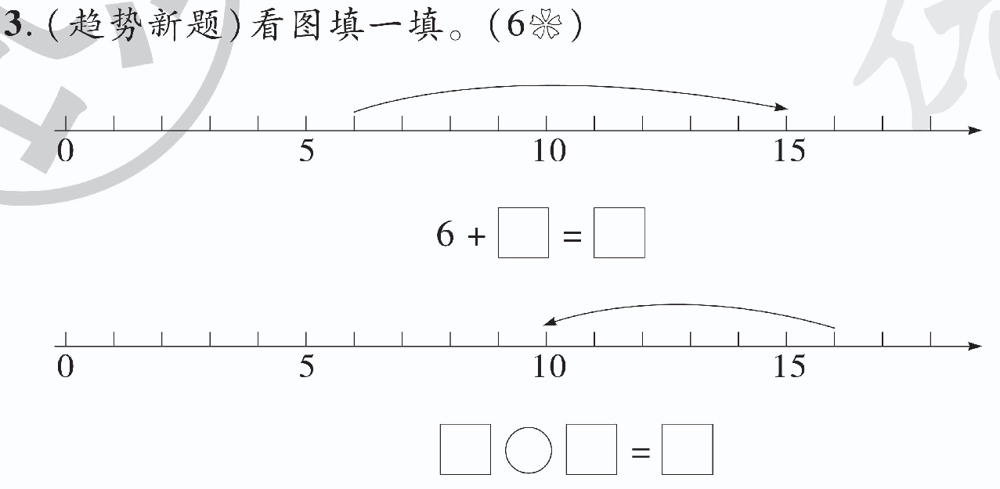 3. (趋势新题)看图填一填。(6❀)
0 5 10 15
6 + □ = □
0 5 10 15
□ ○ □ = □